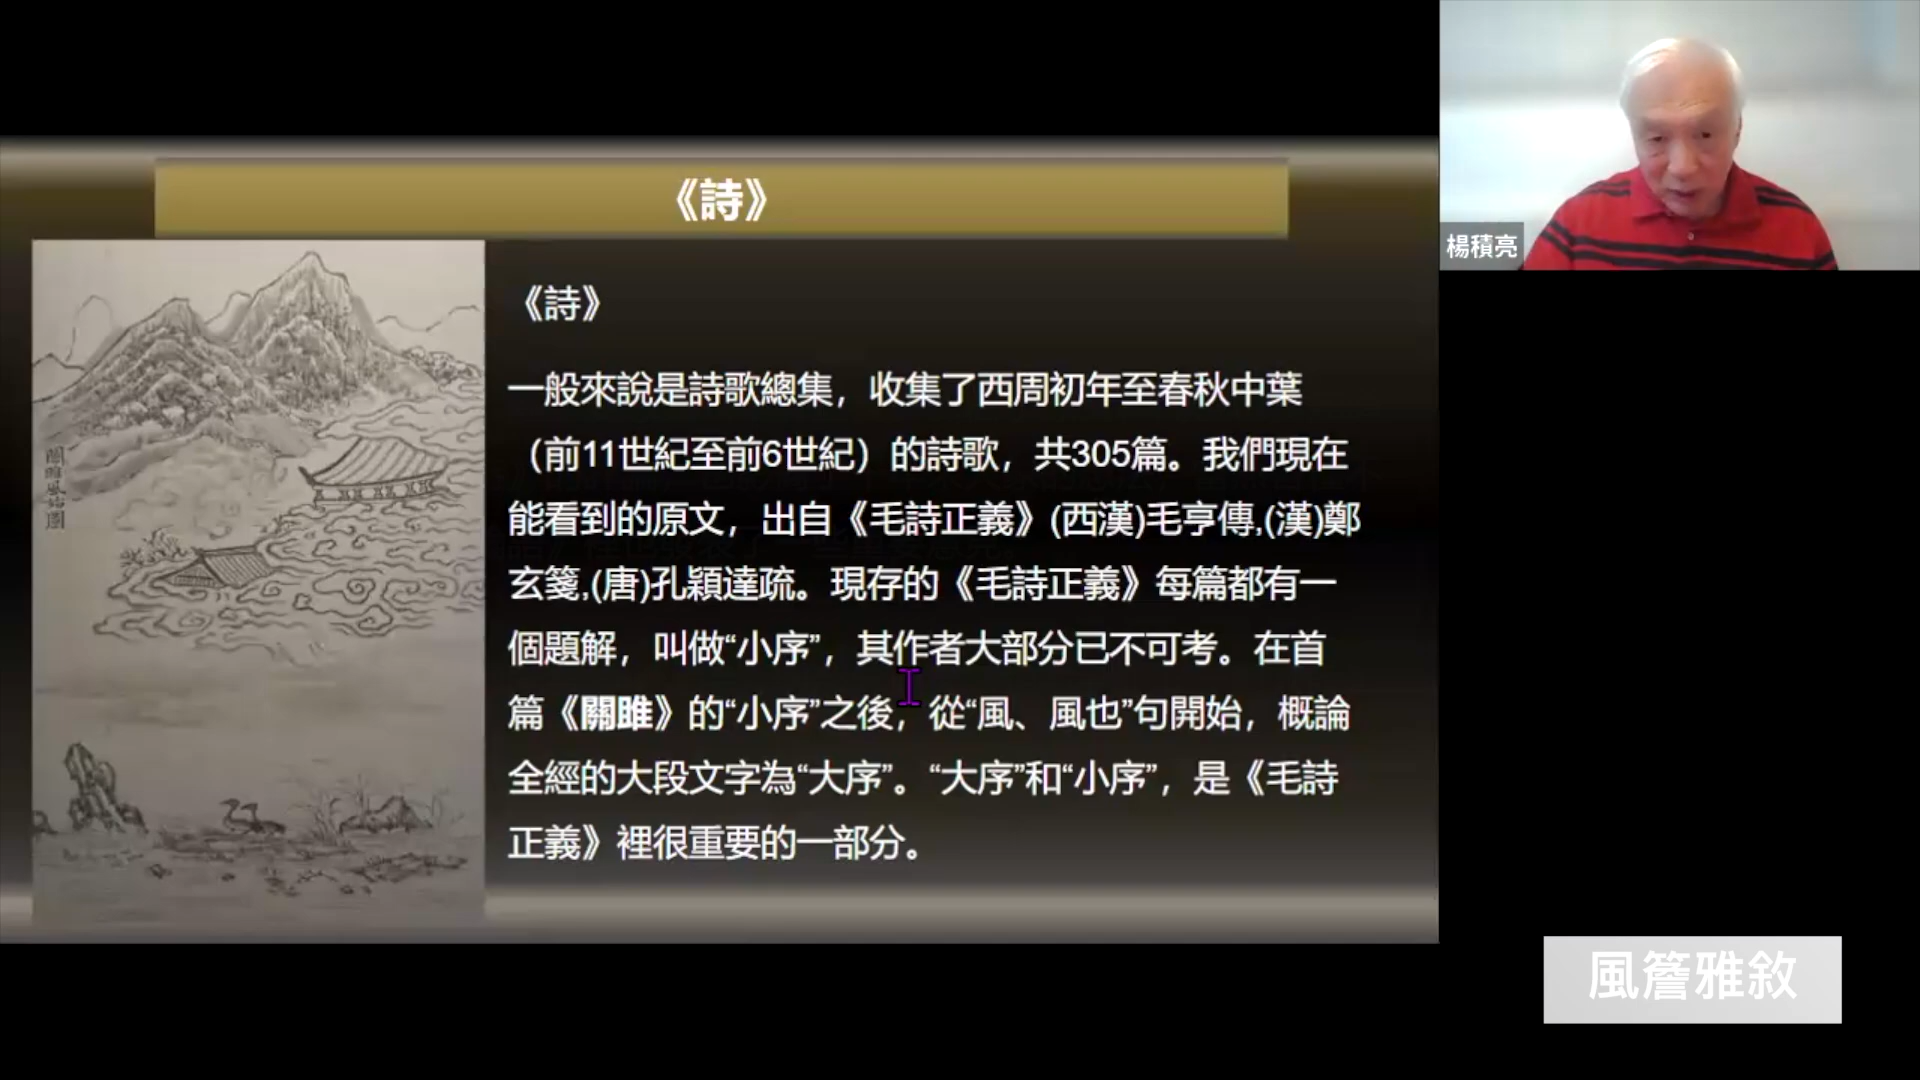 《詩》
《詩》
一般來說是詩歌總集，收集了西周初年至春秋中葉
（前11世紀至前6世紀）的詩歌，共305篇。我們現在
能看到的原文，出自《毛詩正義》(西漢)毛亨傳,(漢)鄭
玄箋,(唐)孔穎達疏。現存的《毛詩正義》每篇都有一
個題解，叫做“小序”，其作者大部分已不可考。在首
篇《關雎》的“小序”之後，從“風、風也”句開始，概論
全經的大段文字為“大序”。“大序”和“小序”，是《毛詩
正義》裡很重要的一部分。
關雎風始圖
楊積亮
風簷雅敘